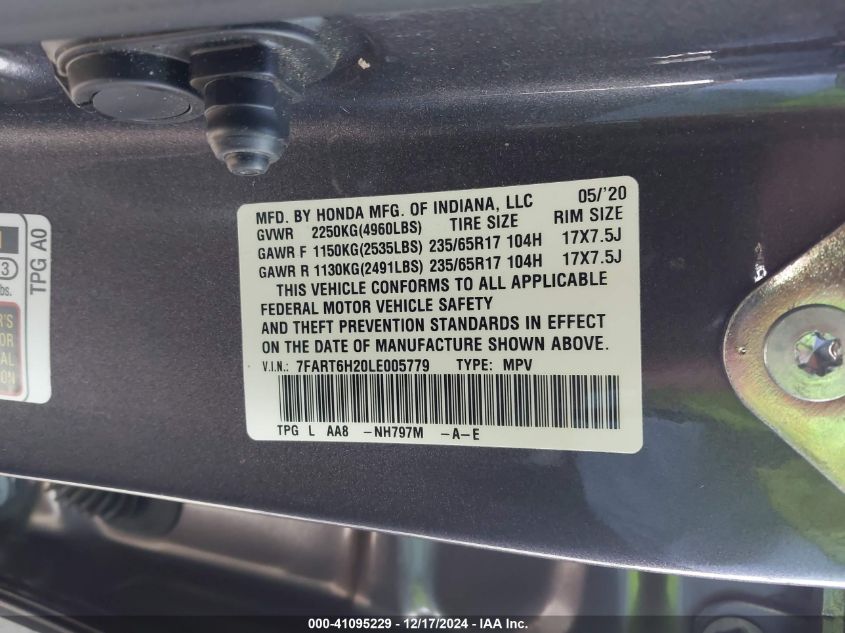 MFD. BY HONDA MFG. OF INDIANA, LLC 05/'20
GVWR 2250KG(4960LBS) TIRE SIZE RIM SIZE
GAWR F 1150KG(2535LBS) 235/65R17 104H 17X7.5J
GAWR R 1130KG(2491LBS) 235/65R17 104H 17X7.5J
THIS VEHICLE CONFORMS TO ALL APPLICABLE
FEDERAL MOTOR VEHICLE SAFETY
AND THEFT PREVENTION STANDARDS IN EFFECT
ON THE DATE OF MANUFACTURE SHOWN ABOVE.
V.I.N.: 7FART6H20LE005779 TYPE: MPV
TPG L AA8 -NH797M -A-E
TPG A0
3
lbs.
000-41095229 - 12/17/2024 - IAA Inc.